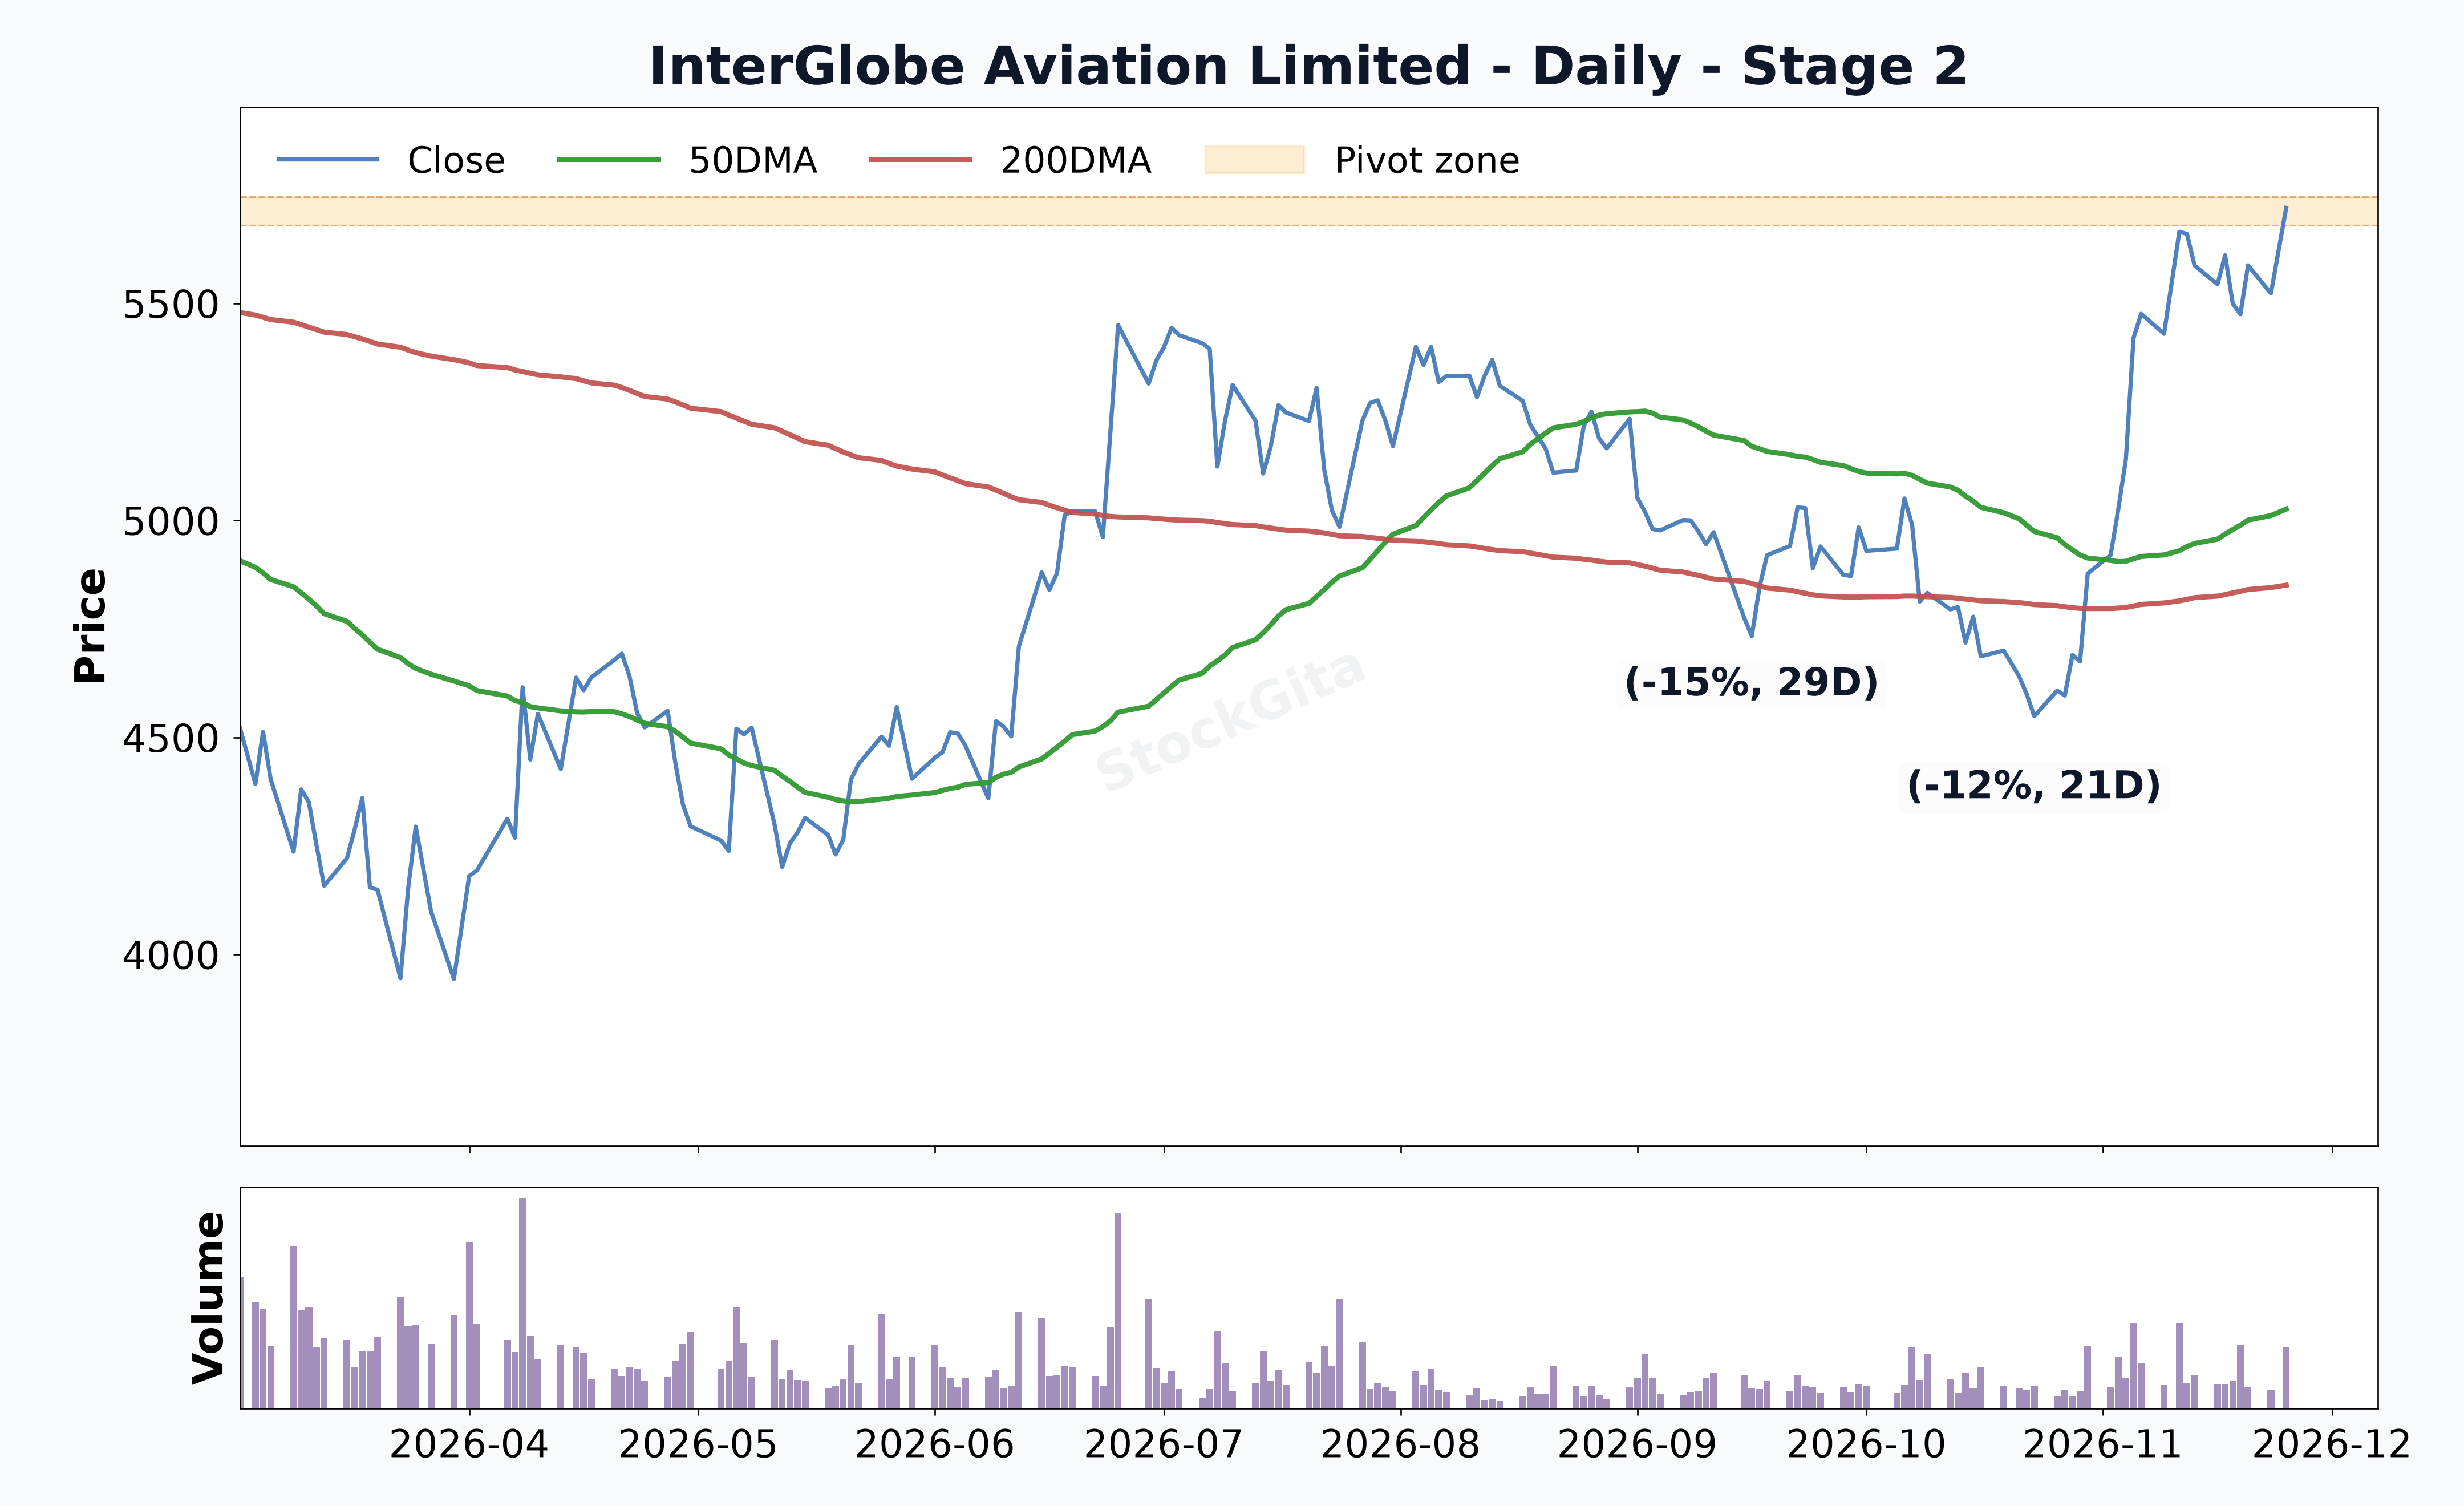 InterGlobe Aviation Limited - Daily - Stage 2
Close 50DMA 200DMA Pivot zone
5500
5000
4500
4000
Price
StockGita
(-15%, 29D)
(-12%, 21D)
Volume
2026-04 2026-05 2026-06 2026-07 2026-08 2026-09 2026-10 2026-11 2026-12